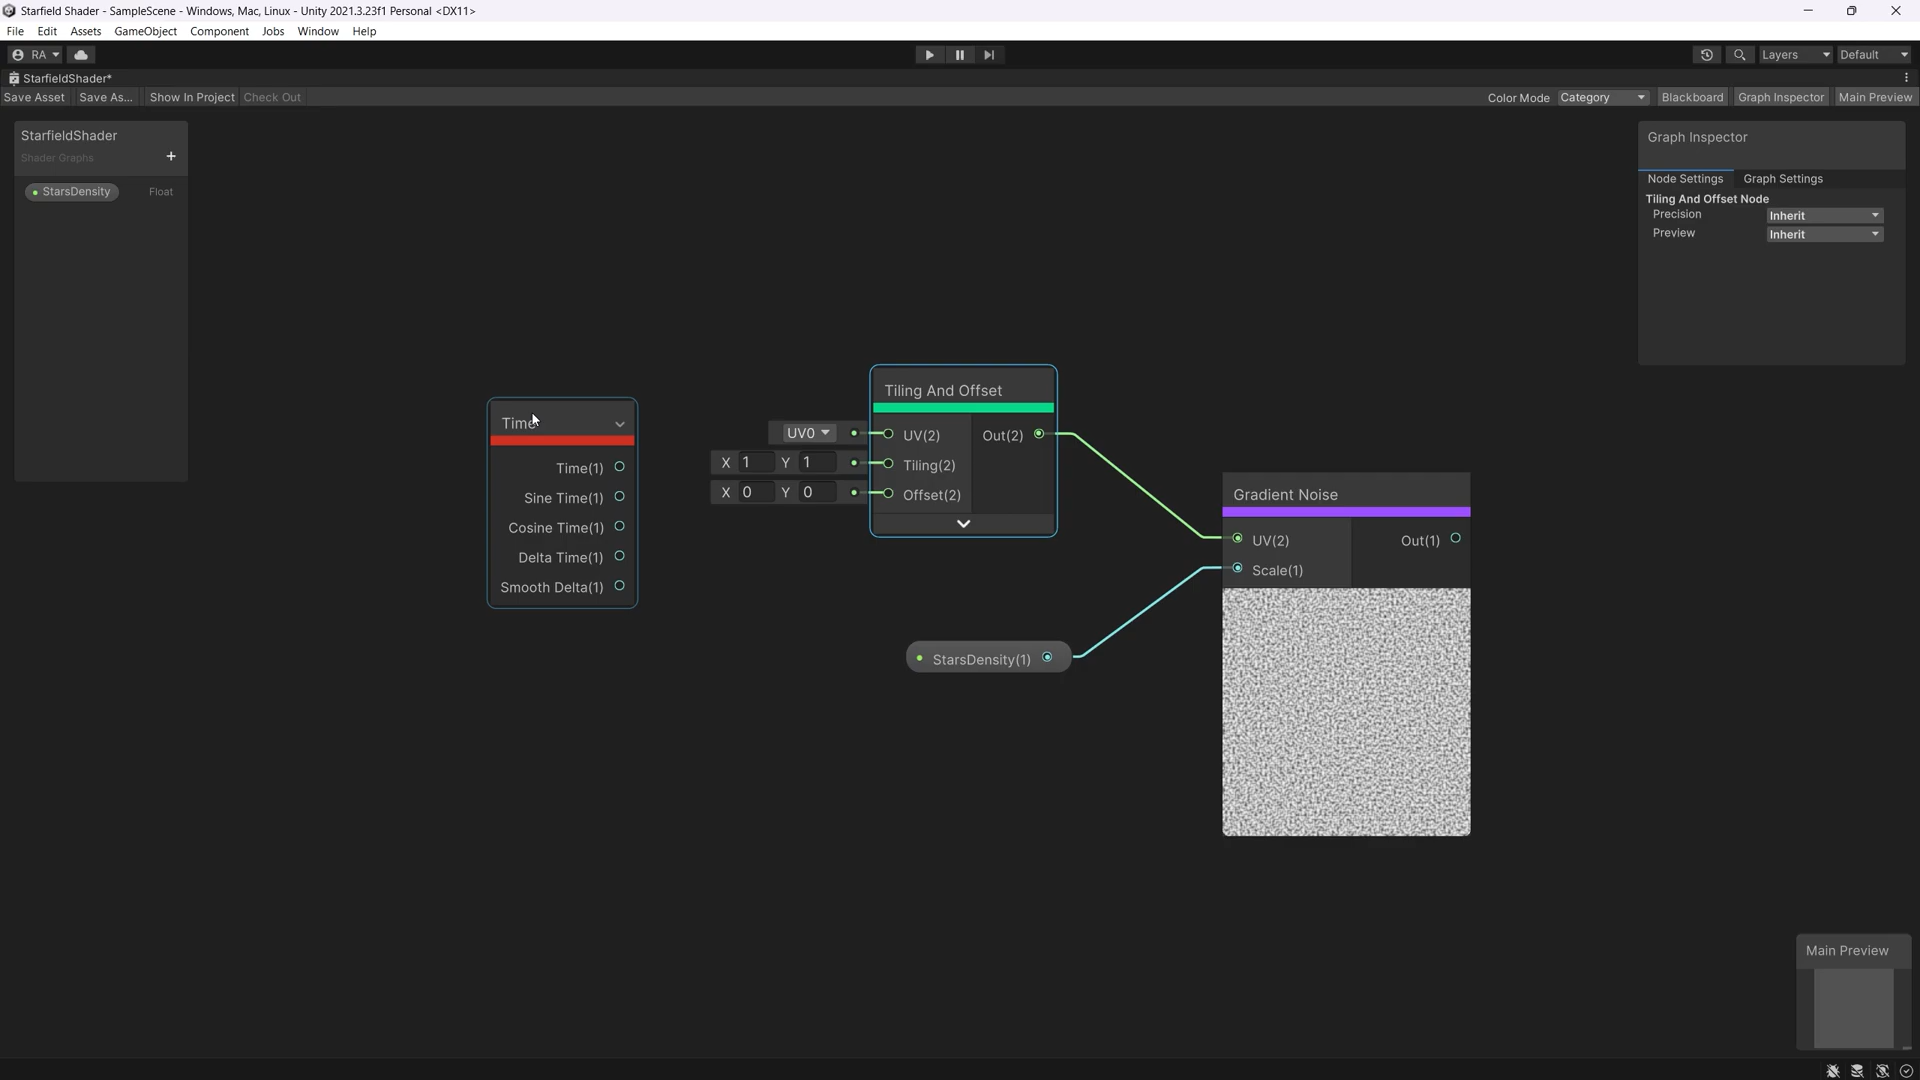 Starfield Shader - SampleScene - Windows, Mac, Linux - Unity 2021.3.23f1 Personal <DX11>
File Edit Assets GameObject Component Jobs Window Help
RA Layers Default
StarfieldShader*
Save Asset Save As... Show In Project Check Out Color Mode Category Blackboard Graph Inspector Main Preview
StarfieldShader
Shader Graphs
+
StarsDensity Float
Graph Inspector
Node Settings Graph Settings
Tiling And Offset Node
Precision Inherit
Preview Inherit
Time
Time(1)
Sine Time(1)
Cosine Time(1)
Delta Time(1)
Smooth Delta(1)
Tiling And Offset
UV0 UV(2) Out(2)
X 1 Y 1 Tiling(2)
X 0 Y 0 Offset(2)
StarsDensity(1)
Gradient Noise
UV(2) Out(1)
Scale(1)
Main Preview